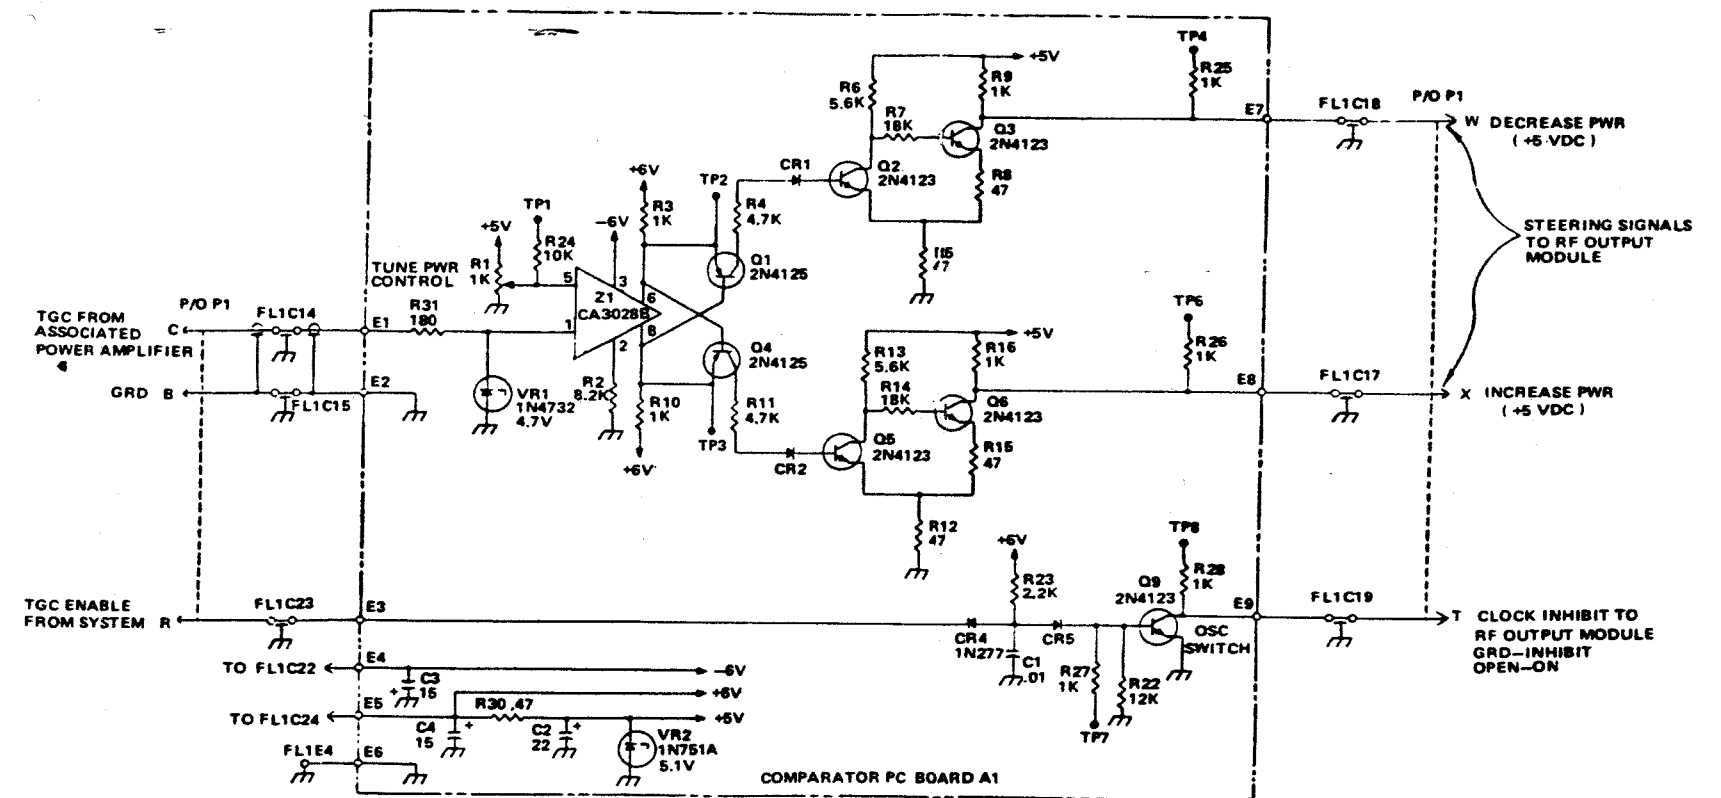 TP4
+5V
R25
1K
R9
1K
R6
5.6K
FL1C18
P/O P1
E7
R7
18K
W DECREASE PWR
(+5 VDC)
Q3
2N4123
CR1
Q2
2N4123
R8
47
+6V
TP2
R4
4.7K
R3
1K
TP1
-6V
+5V
R24
10K
STEERING SIGNALS
TO RF OUTPUT
MODULE
Q1
2N4125
TUNE PWR
CONTROL
R1
1K
5
3
Z1
CA3028B
6
8
1
2
P/O P1
FL1C14
TGC FROM
ASSOCIATED
POWER AMPLIFIER
C
E1
R31
180
TP6
+5V
R26
1K
R16
1K
Q4
2N4125
R13
5.6K
R2
8.2K
GRD B
E2
FL1C15
VR1
1N4732
4.7V
R10
1K
R11
4.7K
R14
18K
E8
FL1C17
X INCREASE PWR
(+5 VDC)
Q6
2N4123
TP3
+6V
CR2
Q5
2N4123
R15
47
R12
47
+6V
TP8
R23
2.2K
Q9
2N4123
R28
1K
TGC ENABLE
FROM SYSTEM R
FL1C23
E3
E9
FL1C19
T CLOCK INHIBIT TO
RF OUTPUT MODULE
GRD-INHIBIT
OPEN-ON
CR4
1N277
CR5
OSC
SWITCH
C1
.01
R27
1K
R22
12K
TP7
TO FL1C22
E4
-6V
C3
15
+
+6V
E5
R30 .47
TO FL1C24
+5V
C4
15
+
C2
22
+
VR2
1N751A
5.1V
FL1E4
E6
COMPARATOR PC BOARD A1